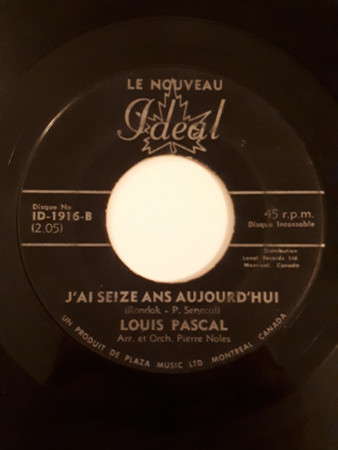 LE NOUVEAU
Idéal
Disque No
ID-1916-B
(2.05)
45 r.p.m.
Disque Incassable
Distribution
Laval Records Ltd
Montreal Canada
J'AI SEIZE ANS AUJOURD'HUI
LOUIS PASCAL
Arr. et Orch. Pierre Noles
UN PRODUIT DE PLAZA MUSIC LTD. MONTREAL CANADA